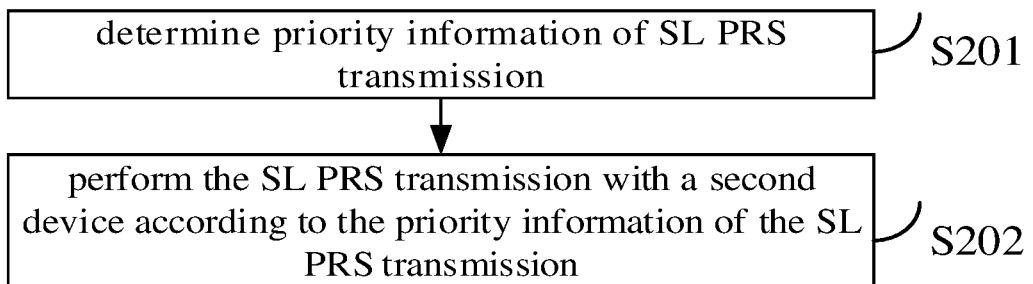 determine priority information of SL PRS
transmission
S201
perform the SL PRS transmission with a second
device according to the priority information of the SL
PRS transmission
S202